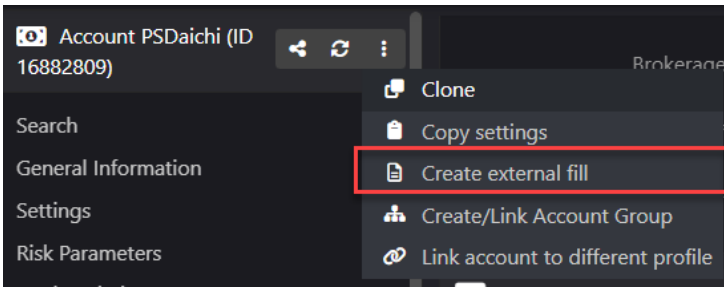 Account PSDaichi (ID
16882809)
Brokerage
Clone
Search
Copy settings
General Information
Create external fill
Settings
Create/Link Account Group
Risk Parameters
Link account to different profile